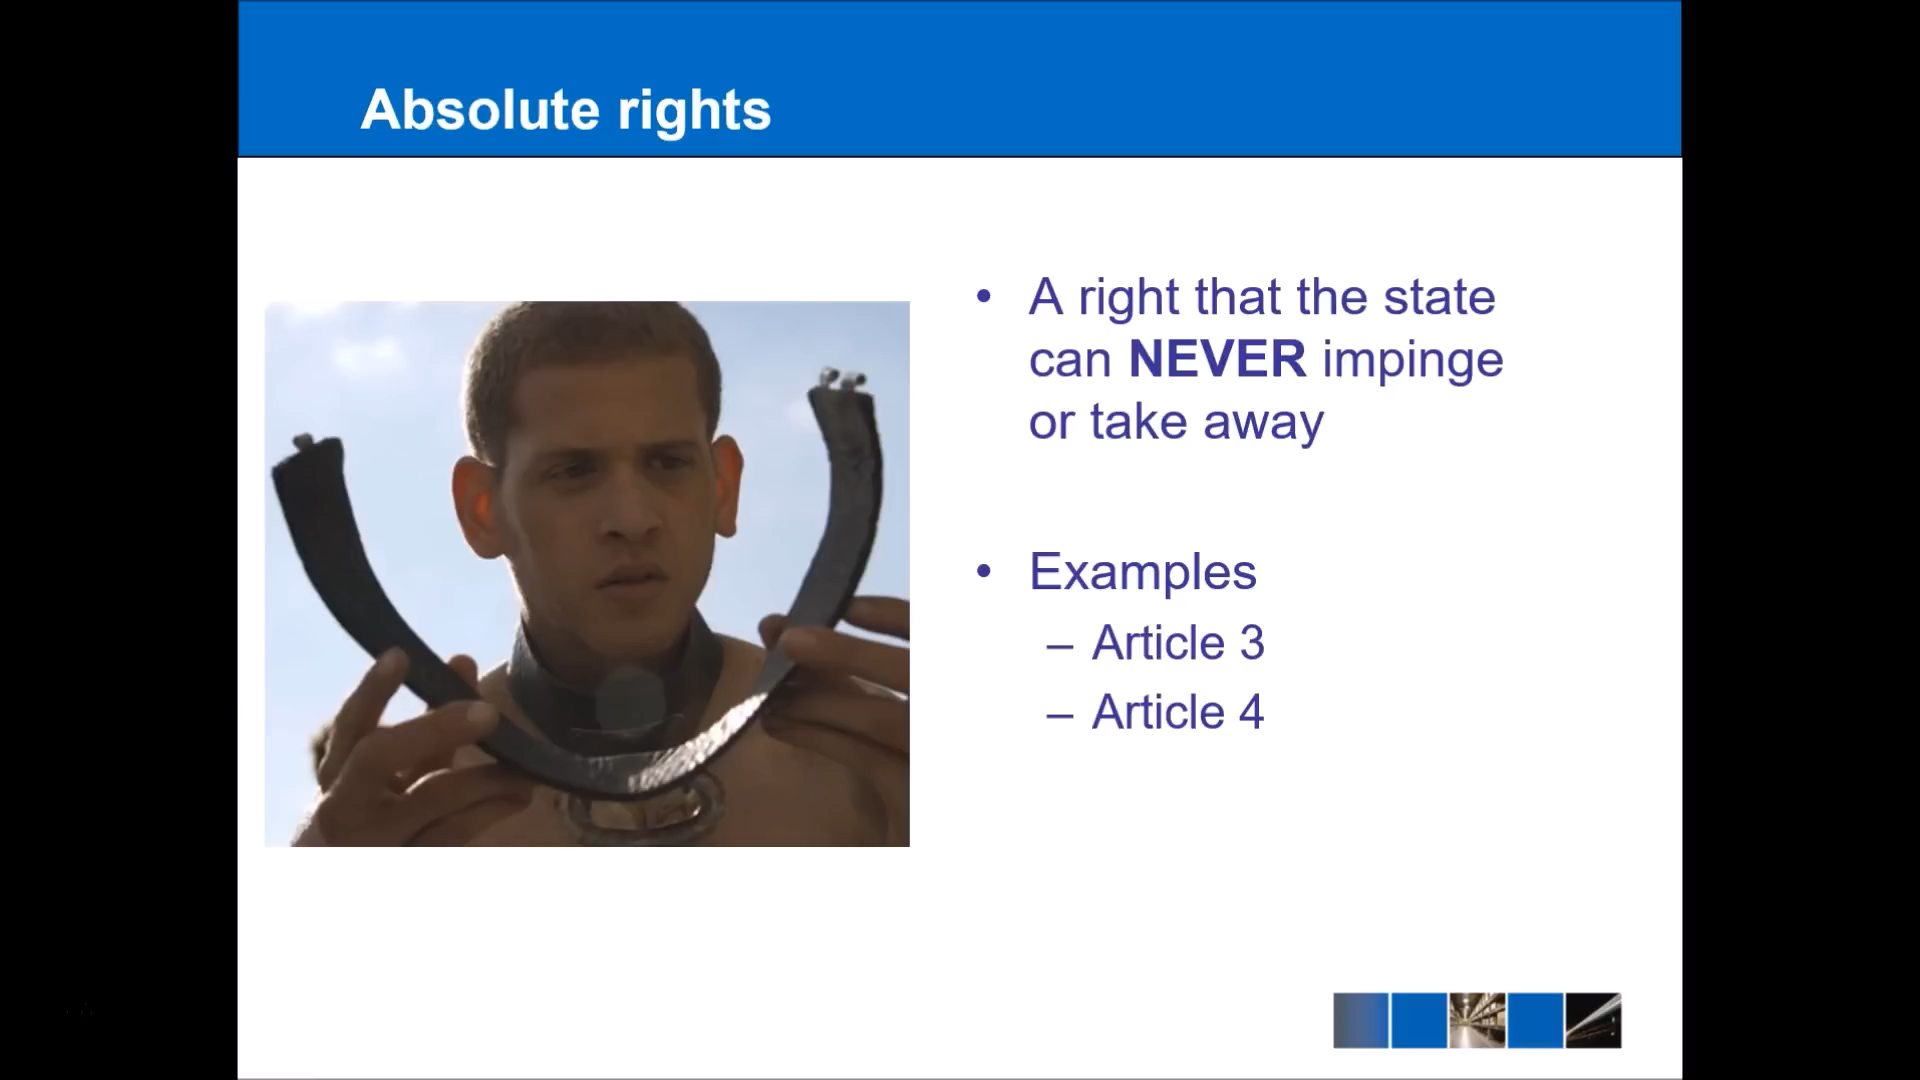 Absolute rights
• A right that the state
can NEVER impinge
or take away
• Examples
– Article 3
– Article 4